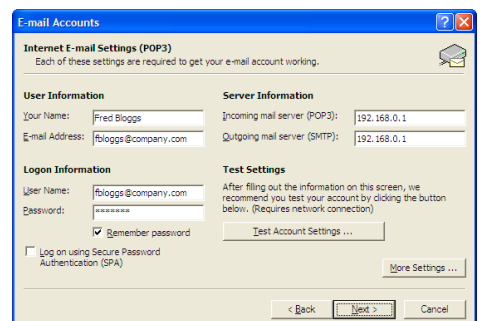 E-mail Accounts
Internet E-mail Settings (POP3)
Each of these settings are required to get your e-mail account working.
User Information
Your Name: Fred Bloggs
E-mail Address: fbloggs@company.com
Server Information
Incoming mail server (POP3): 192.168.0.1
Outgoing mail server (SMTP): 192.168.0.1
Logon Information
User Name: fbloggs@company.com
Password: *******
Remember password
Log on using Secure Password
Authentication (SPA)
Test Settings
After filling out the information on this screen, we
recommend you test your account by clicking the button
below. (Requires network connection)
Test Account Settings ...
More Settings ...
< Back Next > Cancel